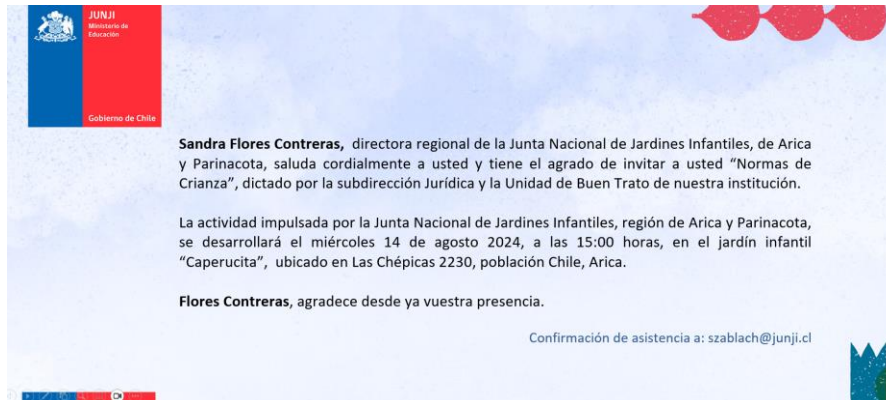 JUNJI
Ministerio de
Educación
Gobierno de Chile
Sandra Flores Contreras, directora regional de la Junta Nacional de Jardines Infantiles, de Arica
y Parinacota, saluda cordialmente a usted y tiene el agrado de invitar a usted “Normas de
Crianza”, dictado por la subdirección Jurídica y la Unidad de Buen Trato de nuestra institución.
La actividad impulsada por la Junta Nacional de Jardines Infantiles, región de Arica y Parinacota,
se desarrollará el miércoles 14 de agosto 2024, a las 15:00 horas, en el jardín infantil
“Caperucita”, ubicado en Las Chépicas 2230, población Chile, Arica.
Flores Contreras, agradece desde ya vuestra presencia.
Confirmación de asistencia a: szablach@junji.cl